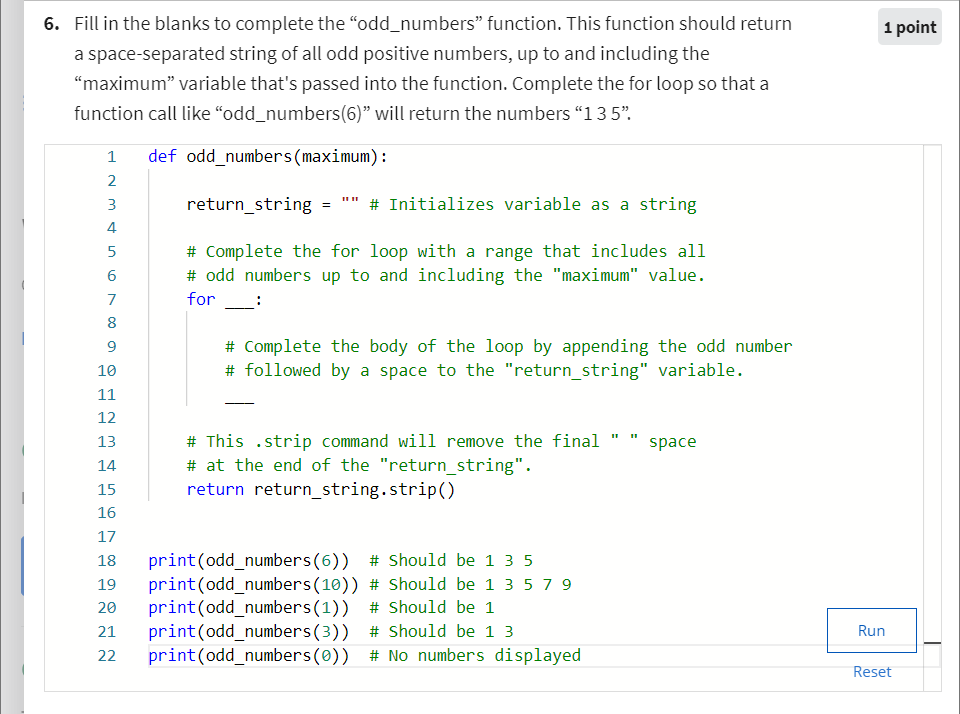 6. Fill in the blanks to complete the “odd_numbers” function. This function should return
1 point
a space-separated string of all odd positive numbers, up to and including the
“maximum” variable that's passed into the function. Complete the for loop so that a
function call like “odd_numbers(6)” will return the numbers “1 3 5”.
1 def odd_numbers(maximum):
2
3 return_string = "" # Initializes variable as a string
4
5 # Complete the for loop with a range that includes all
6 # odd numbers up to and including the "maximum" value.
7 for ___:
8
9 # Complete the body of the loop by appending the odd number
10 # followed by a space to the "return_string" variable.
11 ___
12
13 # This .strip command will remove the final " " space
14 # at the end of the "return_string".
15 return return_string.strip()
16
17
18 print(odd_numbers(6)) # Should be 1 3 5
19 print(odd_numbers(10)) # Should be 1 3 5 7 9
20 print(odd_numbers(1)) # Should be 1
21 print(odd_numbers(3)) # Should be 1 3
22 print(odd_numbers(0)) # No numbers displayed
Run
Reset